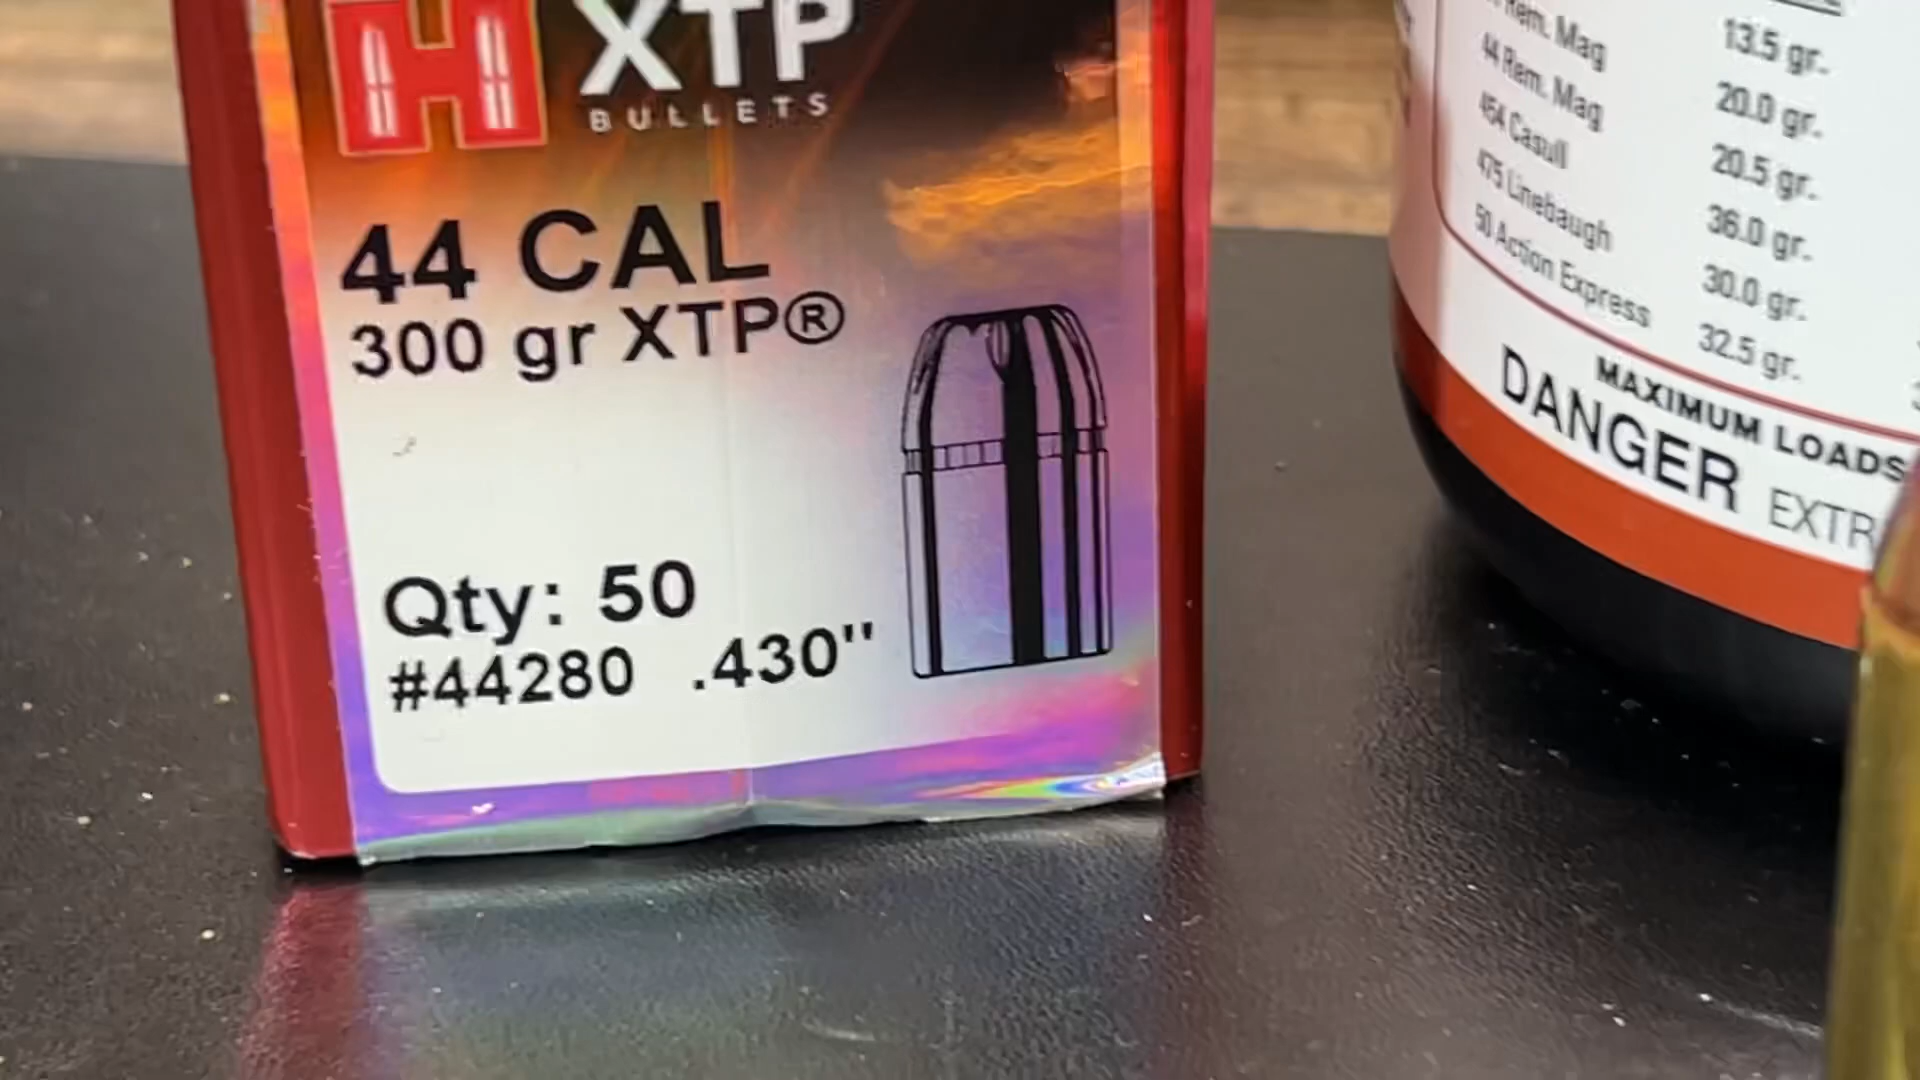 H XTP
BULLETS
44 CAL
300 gr XTP®
Qty: 50
#44280 .430"
Rem. Mag 13.5 gr.
44 Rem. Mag 20.0 gr.
454 Casull 20.5 gr.
475 Linebaugh 36.0 gr.
50 Action Express 30.0 gr.
32.5 gr.
MAXIMUM LOADS
DANGER EXTR